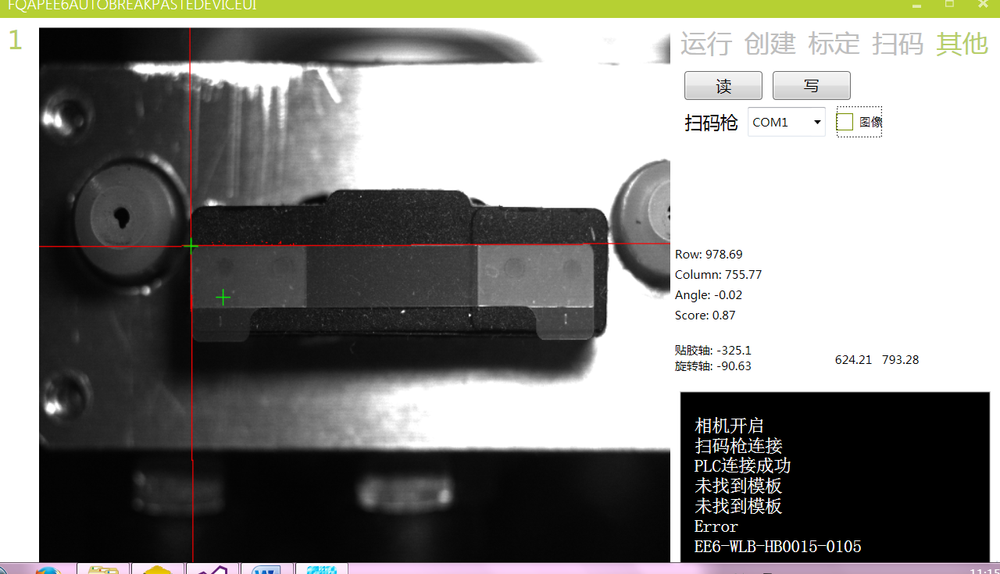 FQAPEE6AUTOBREAKPASTEDEVICEUI
1
运行 创建 标定 扫码 其他
读 写
扫码枪 COM1 图像
Row: 978.69
Column: 755.77
Angle: -0.02
Score: 0.87
贴胶轴: -325.1
旋转轴: -90.63
624.21 793.28
相机开启
扫码枪连接
PLC连接成功
未找到模板
未找到模板
Error
EE6-WLB-HB0015-0105
11:15